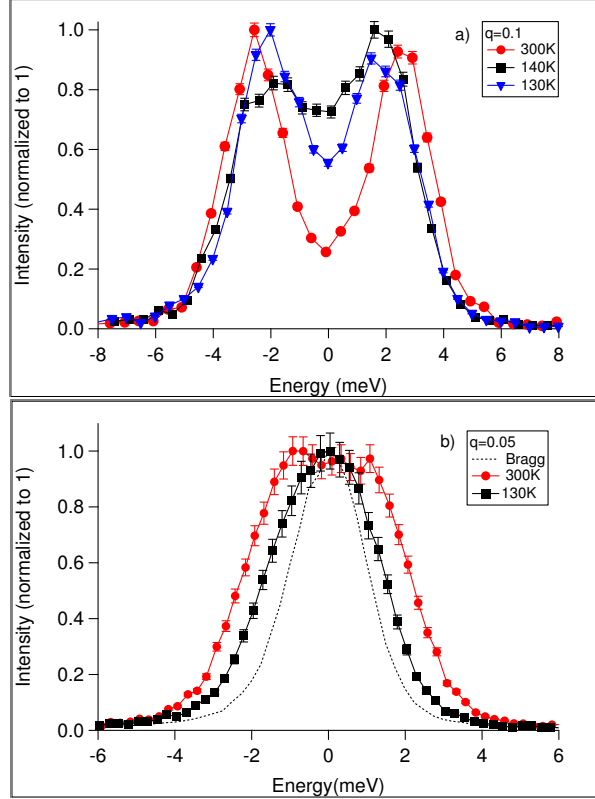 a)
q=0.1
300K
140K
130K
Intensity (normalized to 1)
1.0
0.8
0.6
0.4
0.2
0.0
-8 -6 -4 -2 0 2 4 6 8
Energy (meV)
b)
q=0.05
Bragg
300K
130K
Intensity (normalized to 1)
1.0
0.8
0.6
0.4
0.2
0.0
-6 -4 -2 0 2 4 6
Energy(meV)